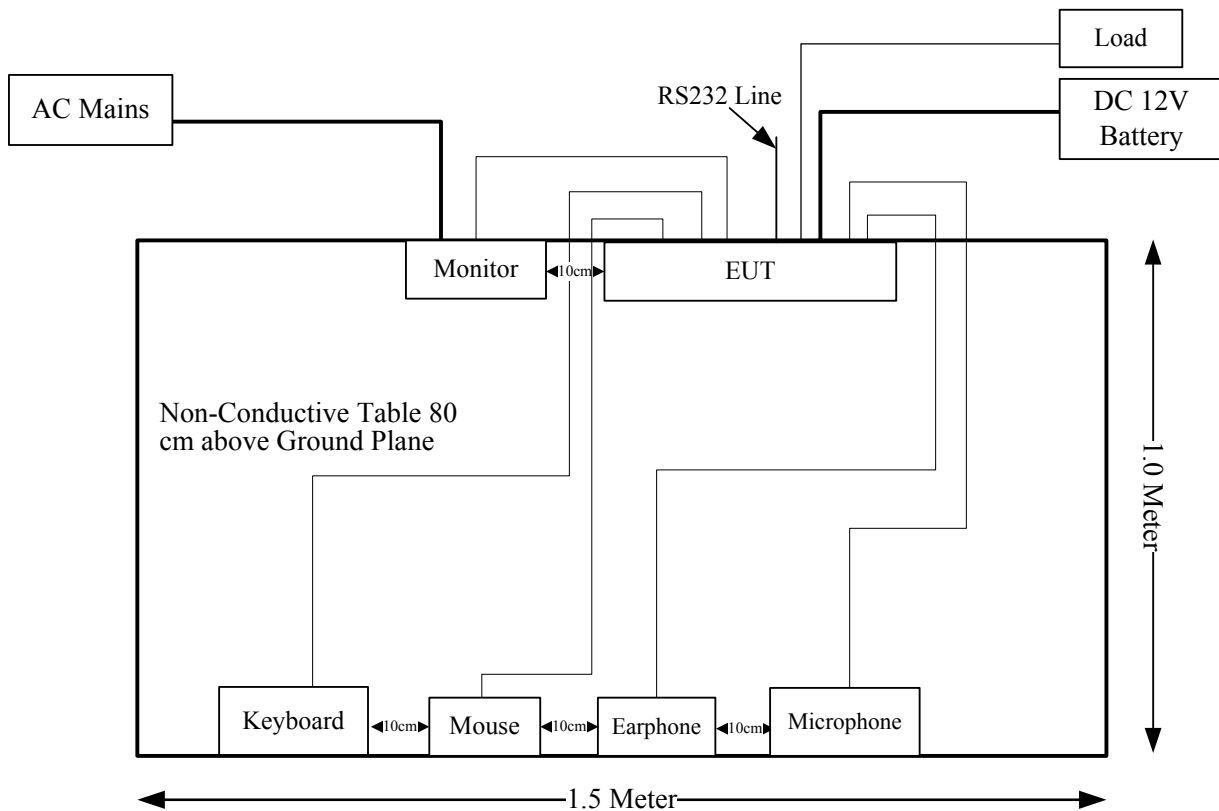 Load
AC Mains
RS232 Line
DC 12V
Battery
Monitor
10cm
EUT
Non-Conductive Table 80
cm above Ground Plane
1.0 Meter
Keyboard
10cm
Mouse
10cm
Earphone
10cm
Microphone
1.5 Meter